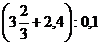 (3 2/3 + 2,4) : 0,1